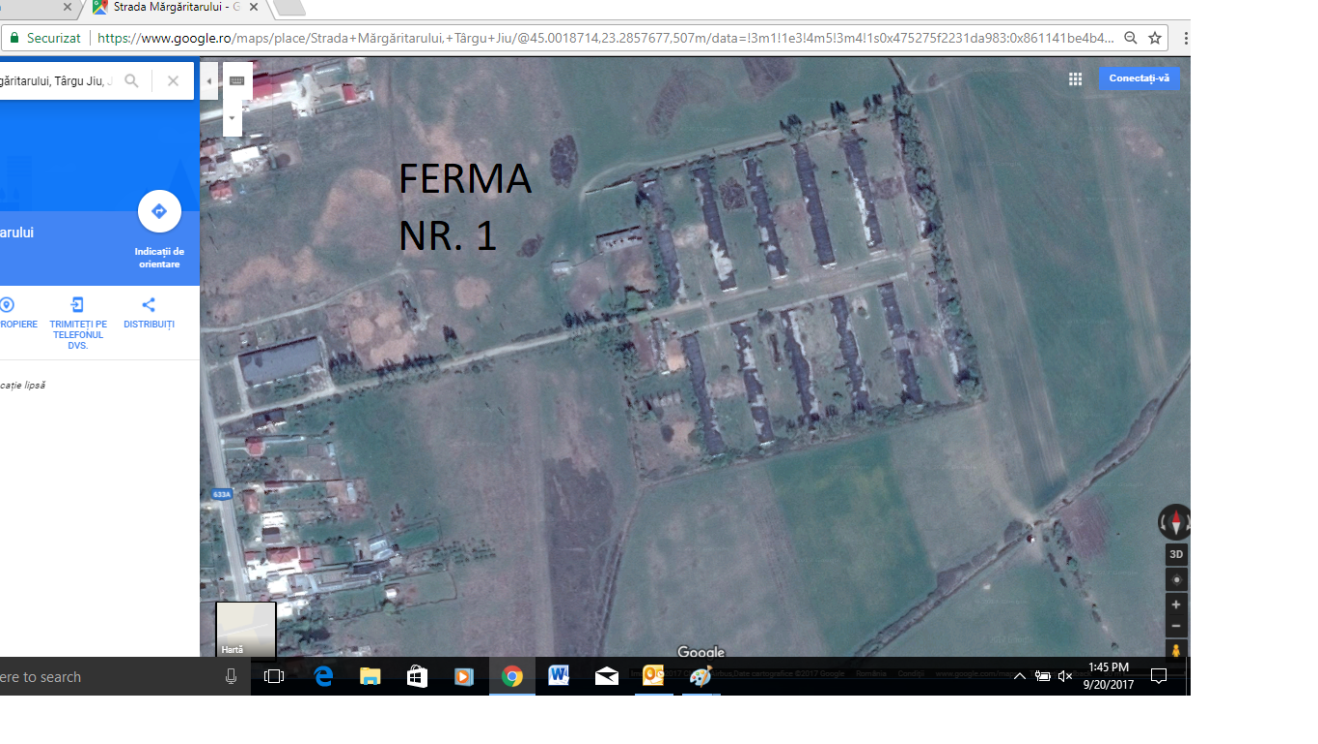 Strada Mărgăritarului - G
Securizat | https://www.google.ro/maps/place/Strada+Mărgăritarului,+Târgu+Jiu/@45.0018714,23.2857677,507m/data=!3m1!1e3!4m5!3m4!1s0x475275f2231da983:0x861141be4b4...
găritarului, Târgu Jiu, J
Conectați-vă
FERMA
NR. 1
arului
Indicații de
orientare
ROPIERE
TRIMITEȚI PE
TELEFONUL
DVS.
DISTRIBUIȚI
cație lipsă
633A
3D
Hartă
Google
ere to search
1:45 PM
9/20/2017